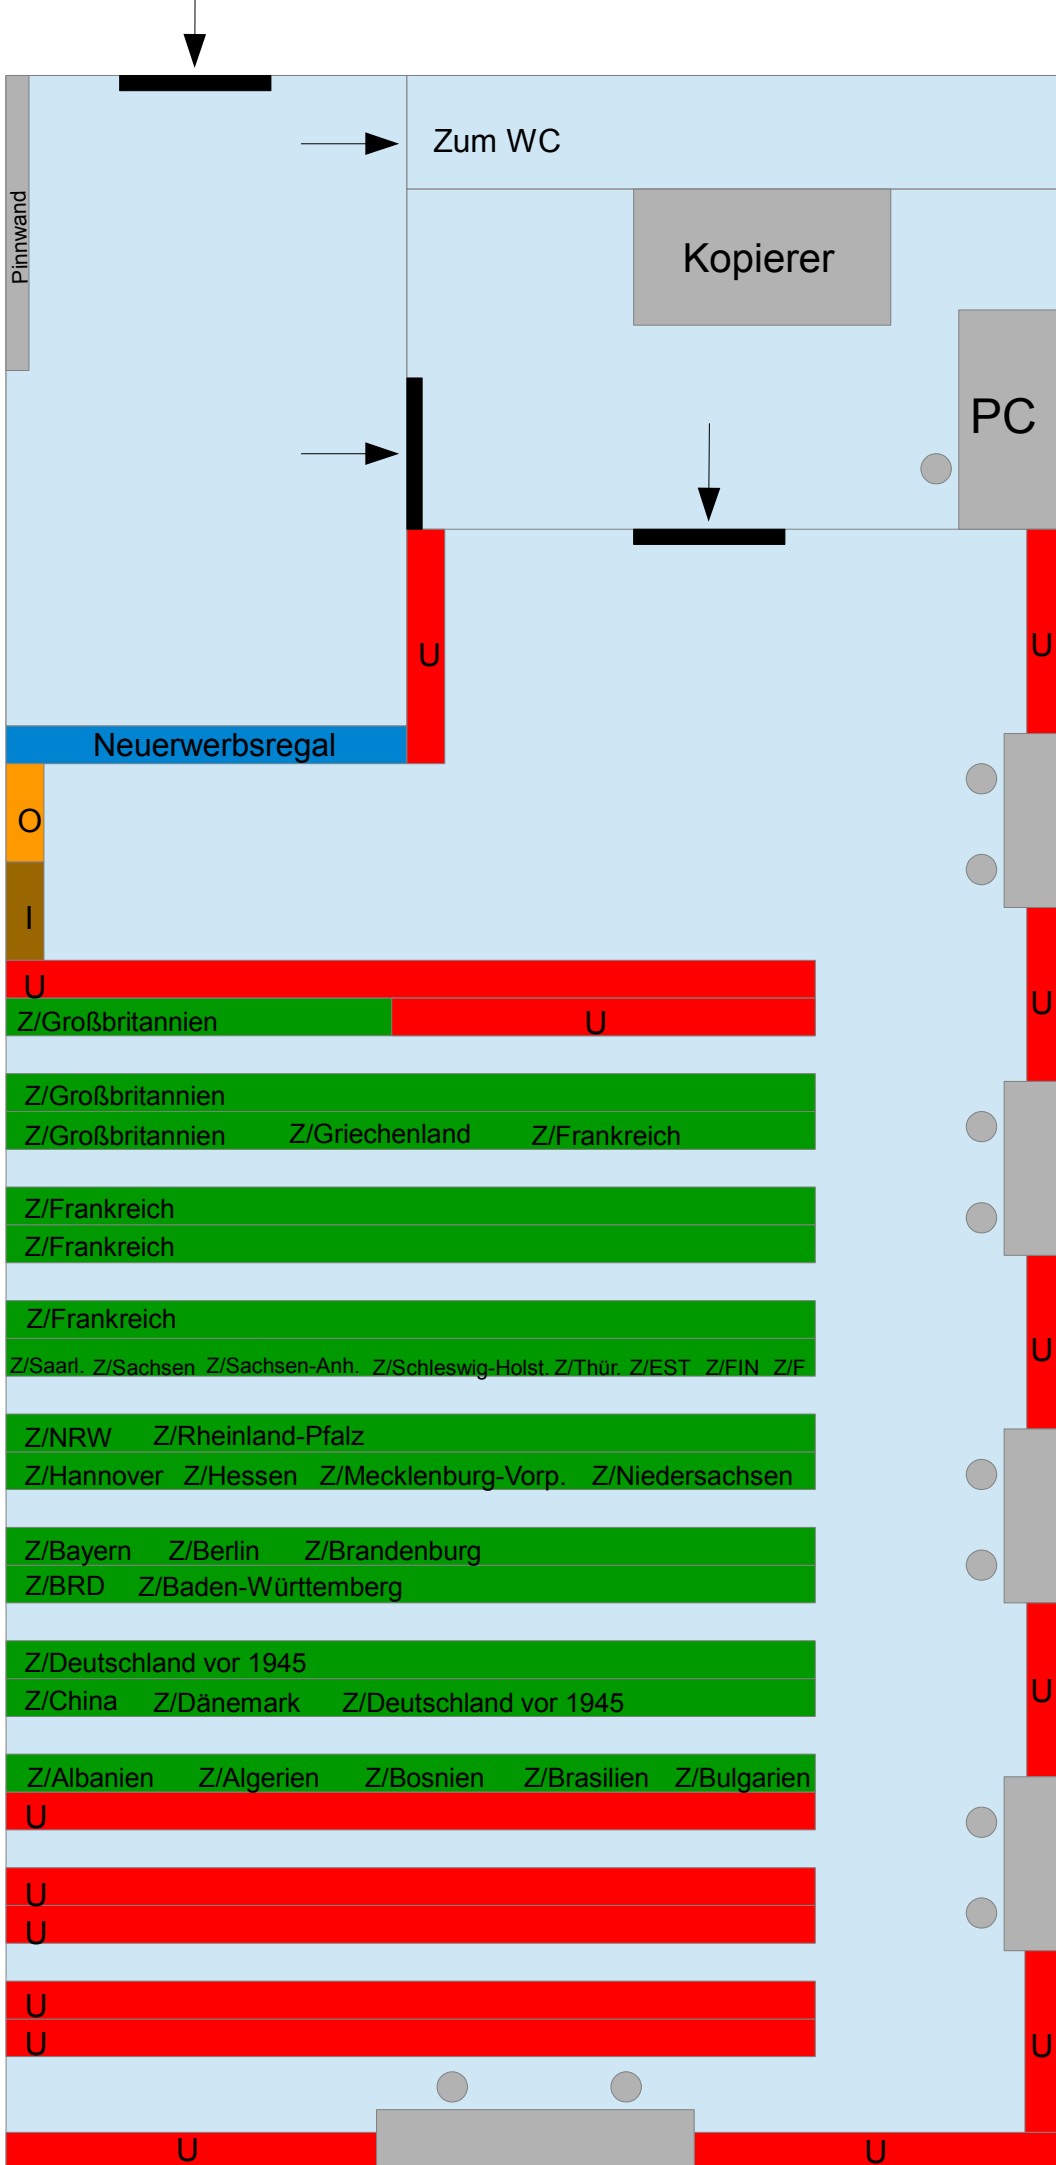 Zum WC
Pinnwand
Kopierer
PC
U
U
Neuerwerbsregal
O
I
U
Z/Großbritannien U
U
Z/Großbritannien
Z/Großbritannien Z/Griechenland Z/Frankreich
Z/Frankreich
Z/Frankreich
Z/Frankreich
U
Z/Saarl. Z/Sachsen Z/Sachsen-Anh. Z/Schleswig-Holst. Z/Thür. Z/EST Z/FIN Z/F
Z/NRW Z/Rheinland-Pfalz
Z/Hannover Z/Hessen Z/Mecklenburg-Vorp. Z/Niedersachsen
Z/Bayern Z/Berlin Z/Brandenburg
Z/BRD Z/Baden-Württemberg
Z/Deutschland vor 1945
U
Z/China Z/Dänemark Z/Deutschland vor 1945
Z/Albanien Z/Algerien Z/Bosnien Z/Brasilien Z/Bulgarien
U
U
U
U
U
U
U
U